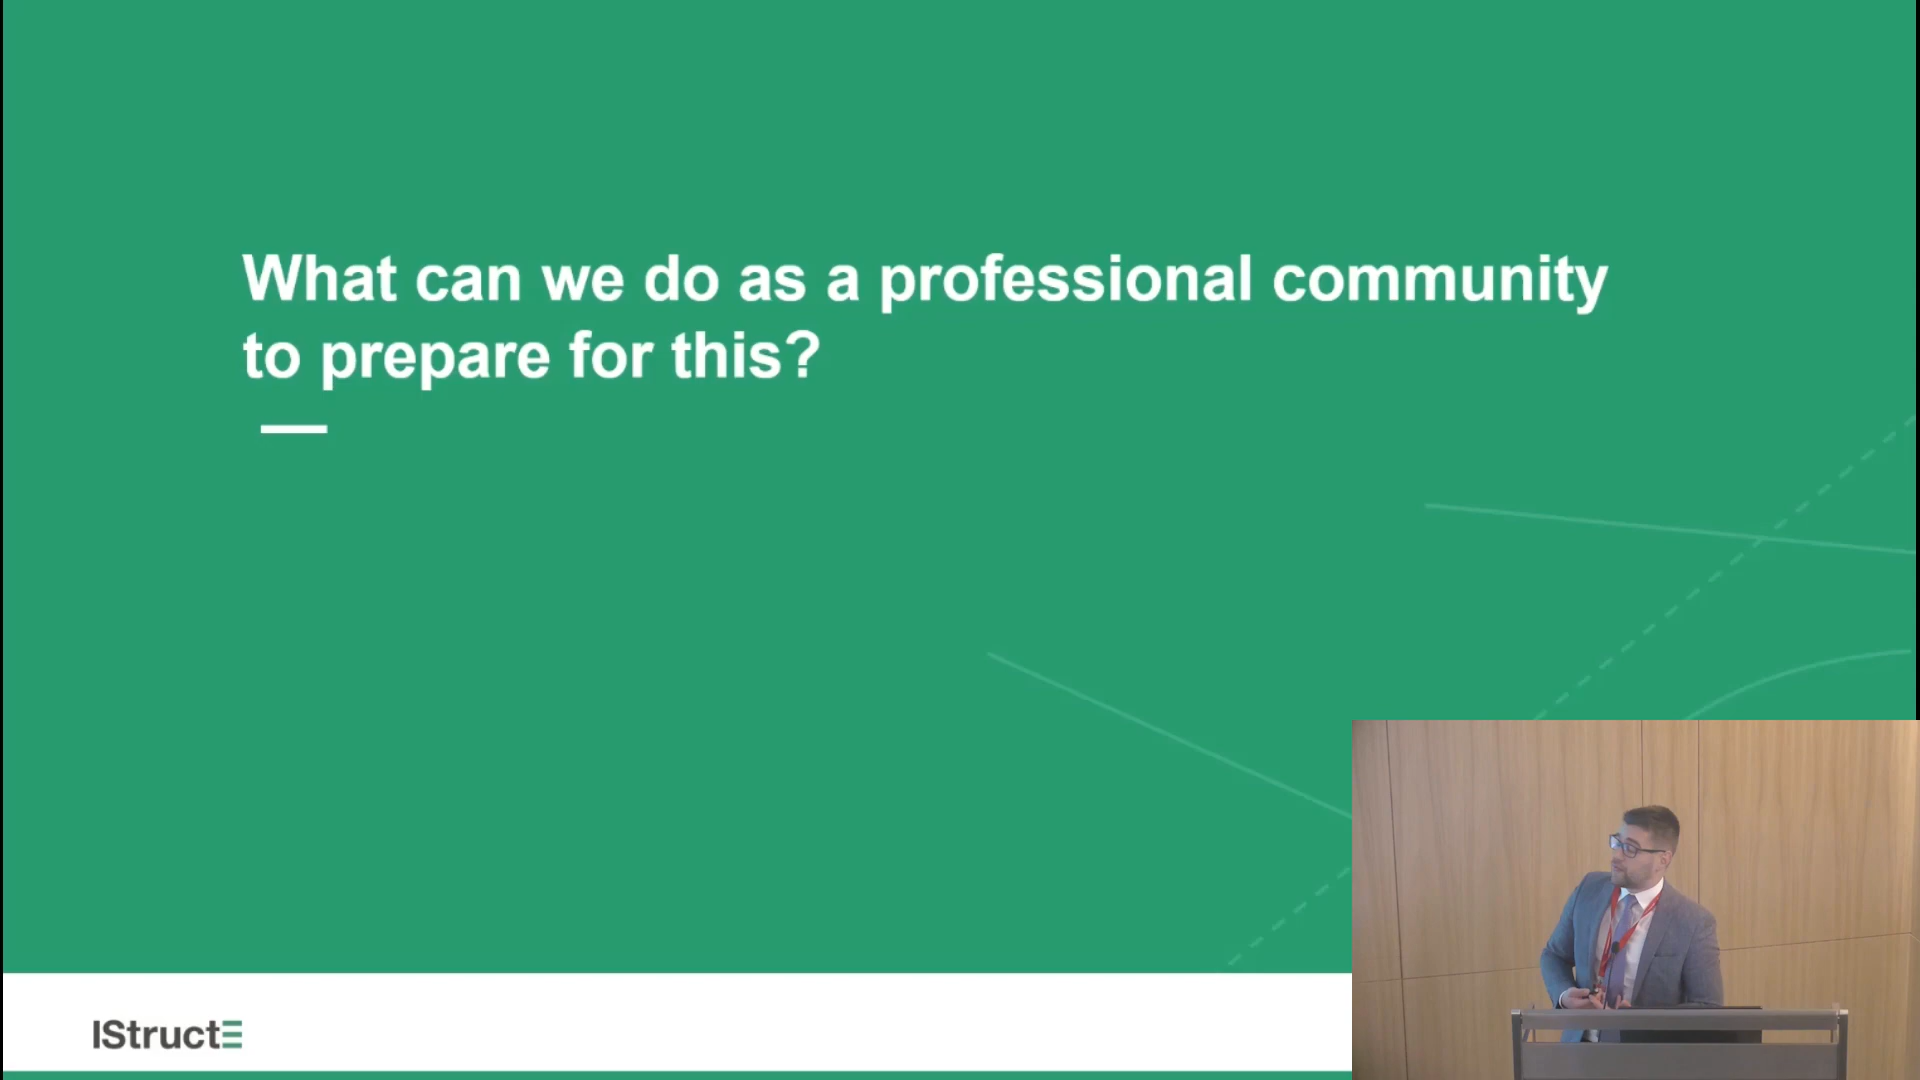 What can we do as a professional community
to prepare for this?
IStructE